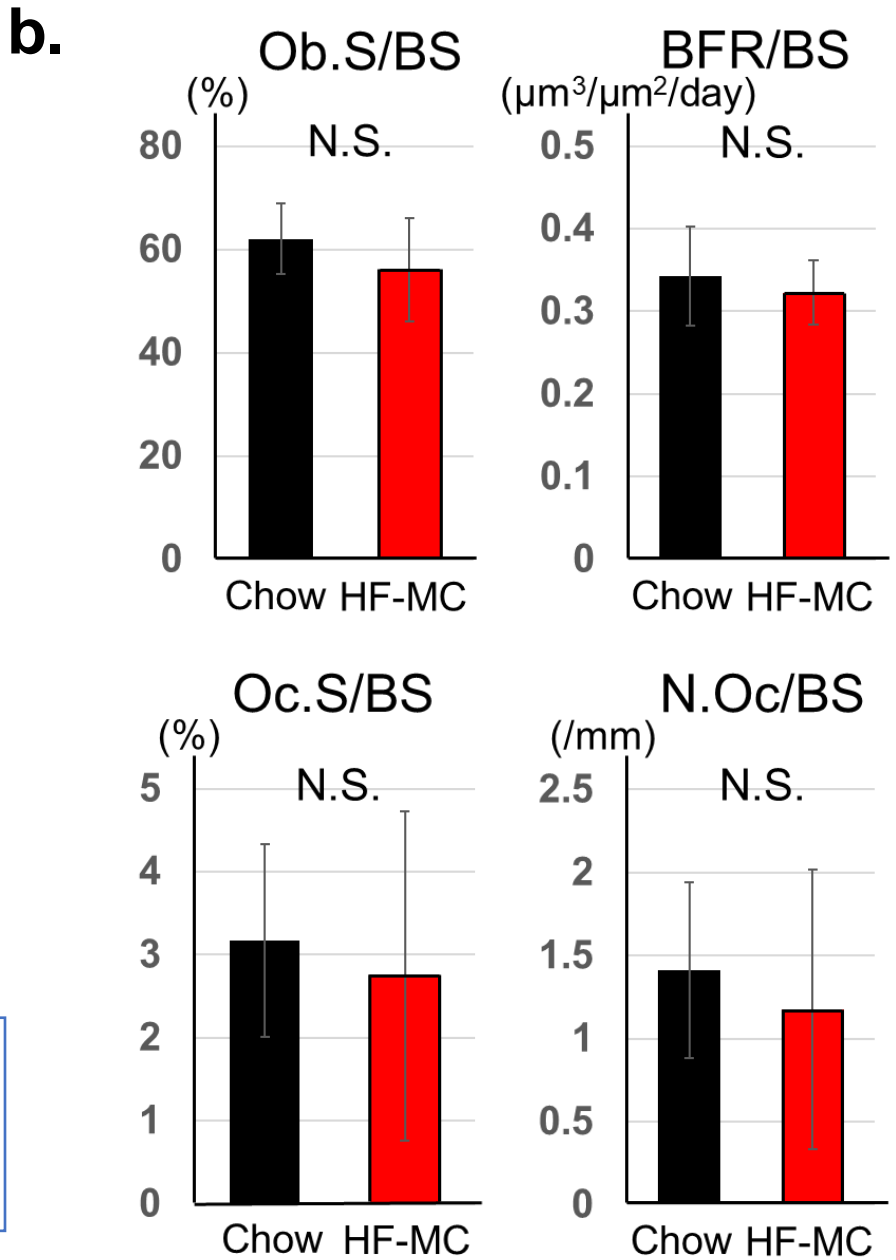 b.
Ob.S/BS
(%)
N.S.
80
60
40
20
0
Chow HF-MC
BFR/BS
(µm³/µm²/day)
N.S.
0.5
0.4
0.3
0.2
0.1
0
Chow HF-MC
Oc.S/BS
(%)
N.S.
5
4
3
2
1
0
Chow HF-MC
N.Oc/BS
(/mm)
N.S.
2.5
2
1.5
1
0.5
0
Chow HF-MC